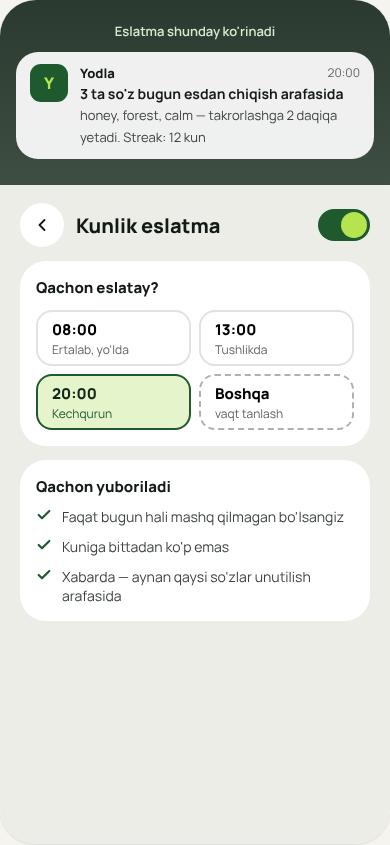 Eslatma shunday ko'rinadi
Y
Yodla 20:00
3 ta so'z bugun esdan chiqish arafasida
honey, forest, calm — takrorlashga 2 daqiqa
yetadi. Streak: 12 kun
Kunlik eslatma
Qachon eslatay?
08:00
Ertalab, yo'lda
13:00
Tushlikda
20:00
Kechqurun
Boshqa
vaqt tanlash
Qachon yuboriladi
Faqat bugun hali mashq qilmagan bo'lsangiz
Kuniga bittadan ko'p emas
Xabarda — aynan qaysi so'zlar unutilish
arafasida